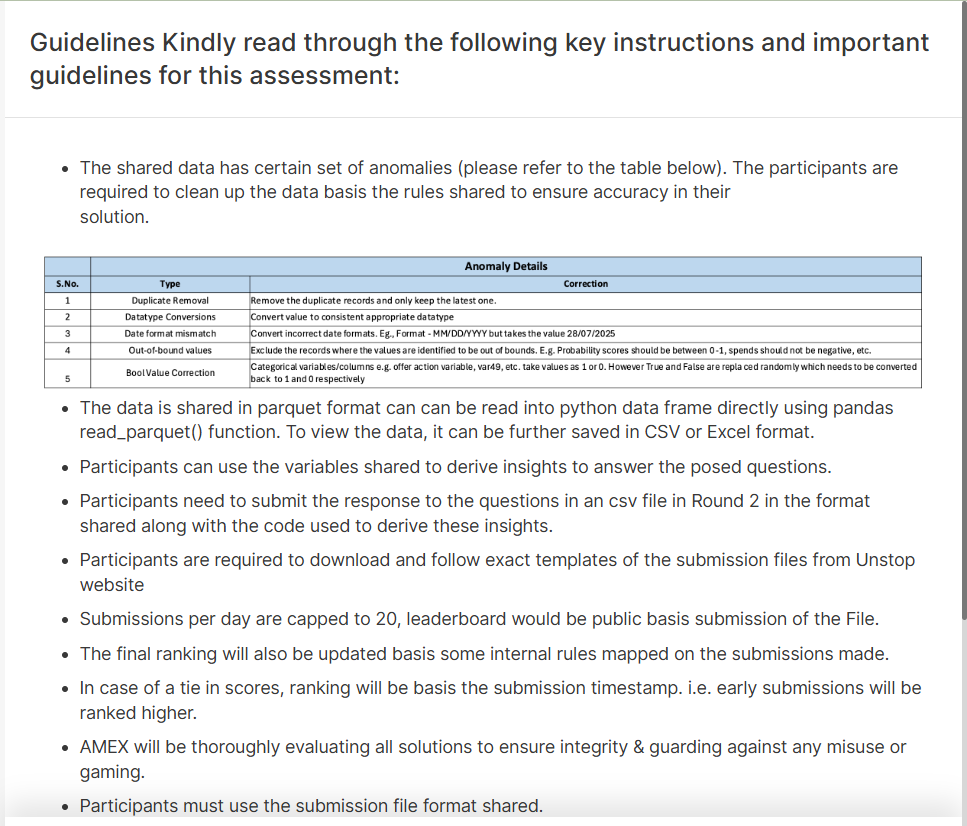 Guidelines Kindly read through the following key instructions and important
guidelines for this assessment:
• The shared data has certain set of anomalies (please refer to the table below). The participants are
required to clean up the data basis the rules shared to ensure accuracy in their
solution.
Anomaly Details
S.No. Type Correction
1 Duplicate Removal Remove the duplicate records and only keep the latest one.
2 Datatype Conversions Convert value to consistent appropriate datatype
3 Date format mismatch Convert incorrect date formats. Eg., Format - MM/DD/YYYY but takes the value 28/07/2025
4 Out-of-bound values Exclude the records where the values are identified to be out of bounds. E.g. Probability scores should be between 0-1, spends should not be negative, etc.
5 Bool Value Correction Categorical variables/columns e.g. offer action variable, var49, etc. take values as 1 or 0. However True and False are replaced randomly which needs to be converted
back to 1 and 0 respectively
• The data is shared in parquet format can can be read into python data frame directly using pandas
read_parquet() function. To view the data, it can be further saved in CSV or Excel format.
• Participants can use the variables shared to derive insights to answer the posed questions.
• Participants need to submit the response to the questions in an csv file in Round 2 in the format
shared along with the code used to derive these insights.
• Participants are required to download and follow exact templates of the submission files from Unstop
website
• Submissions per day are capped to 20, leaderboard would be public basis submission of the File.
• The final ranking will also be updated basis some internal rules mapped on the submissions made.
• In case of a tie in scores, ranking will be basis the submission timestamp. i.e. early submissions will be
ranked higher.
• AMEX will be thoroughly evaluating all solutions to ensure integrity & guarding against any misuse or
gaming.
• Participants must use the submission file format shared.